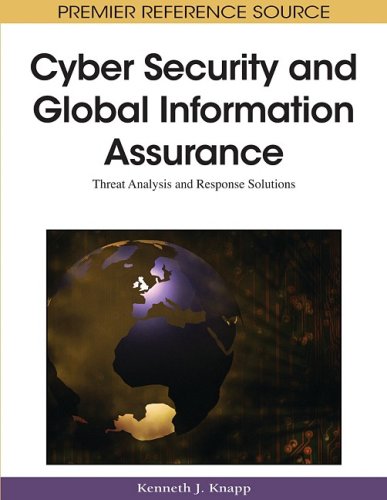 PREMIER REFERENCE SOURCE
Cyber Security and
Global Information
Assurance
Threat Analysis and Response Solutions
Kenneth J. Knapp